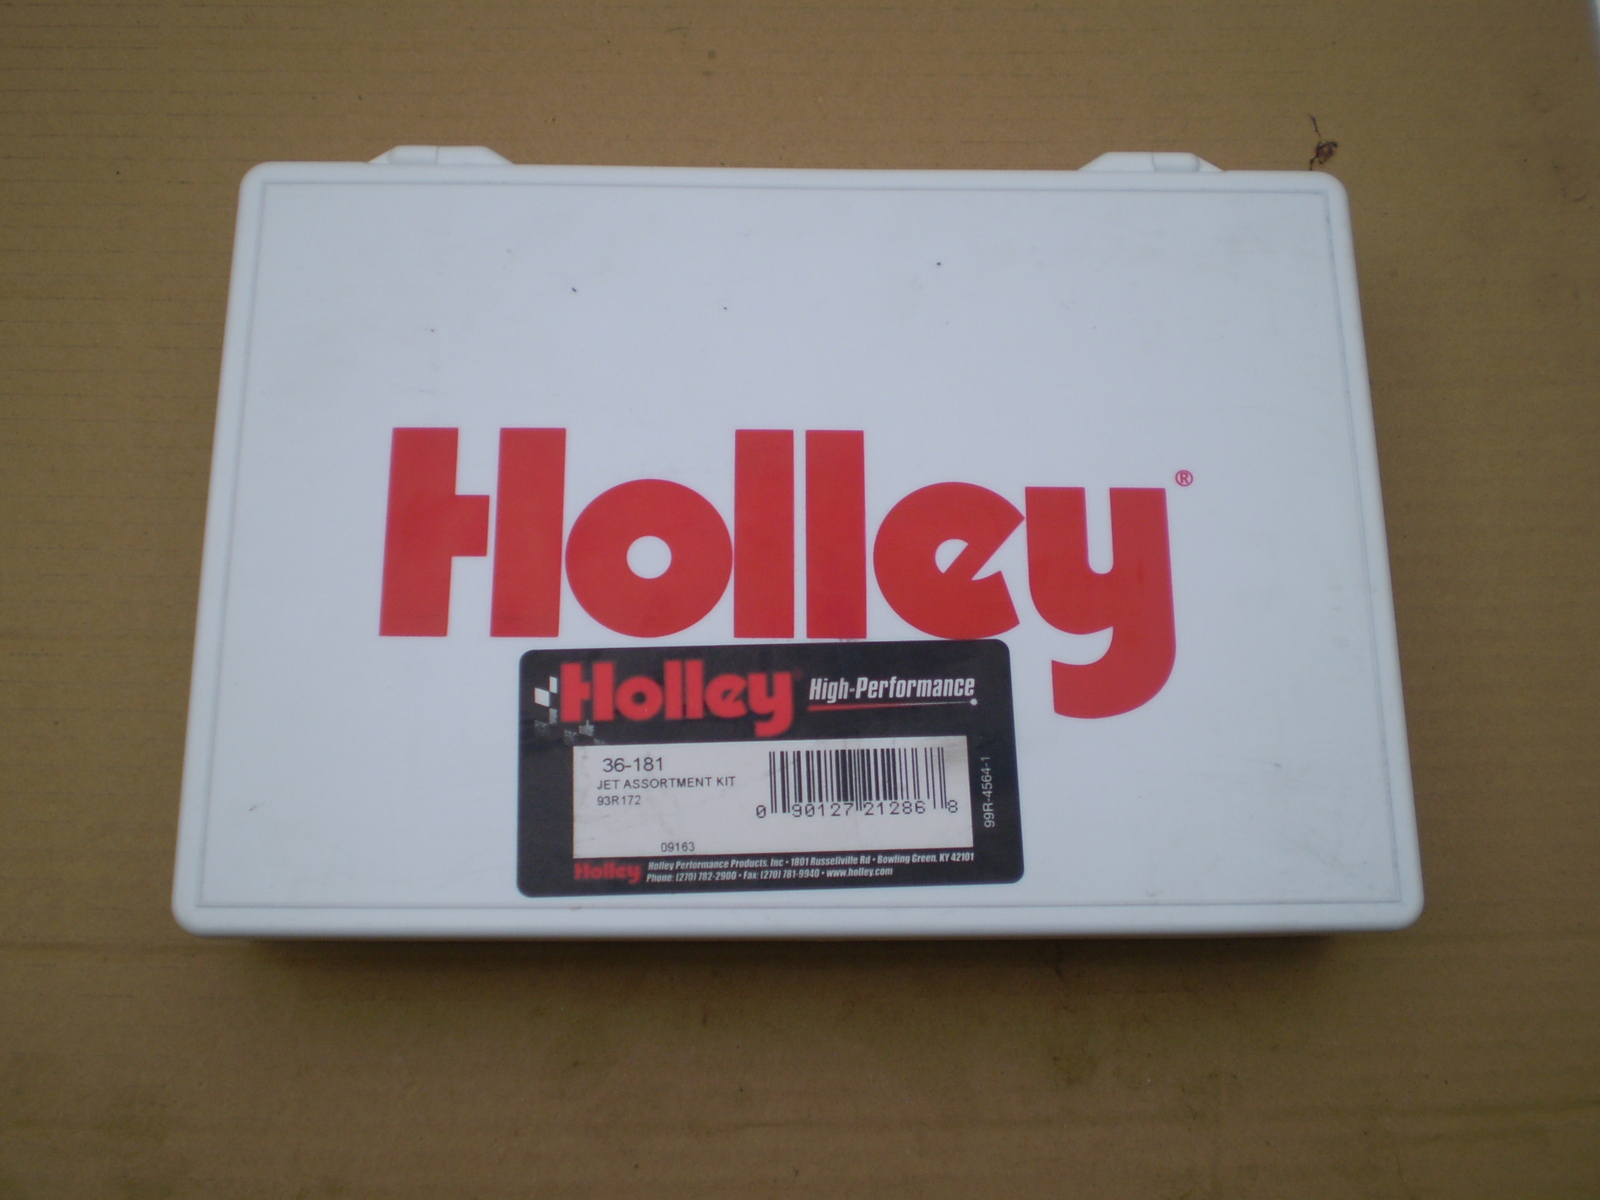 Holley®
Holley High-Performance
36-181
JET ASSORTMENT KIT
93R172
0 90127 21286 8
09163
99R-4564-1
Holley Holley Performance Products, Inc • 1801 Russellville Rd • Bowling Green, KY 42101
Phone: (270) 782-2900 • Fax: (270) 781-9940 • www.holley.com